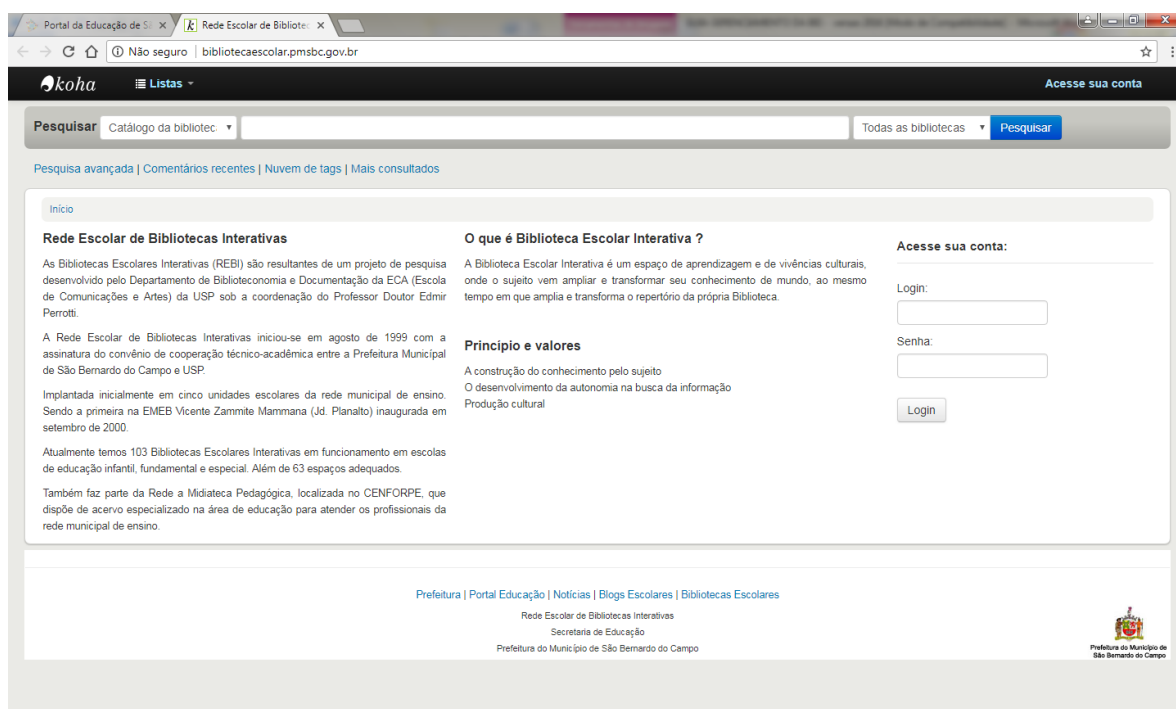 Portal da Educação de Sã
Rede Escolar de Bibliotec
Não seguro | bibliotecaescolar.pmsbc.gov.br
koha
Listas
Acesse sua conta
Pesquisar
Catálogo da bibliotec
Todas as bibliotecas
Pesquisar
Pesquisa avançada | Comentários recentes | Nuvem de tags | Mais consultados
Início
Rede Escolar de Bibliotecas Interativas
As Bibliotecas Escolares Interativas (REBI) são resultantes de um projeto de pesquisa
desenvolvido pelo Departamento de Biblioteconomia e Documentação da ECA (Escola
de Comunicações e Artes) da USP sob a coordenação do Professor Doutor Edmir
Perrotti.
A Rede Escolar de Bibliotecas Interativas iniciou-se em agosto de 1999 com a
assinatura do convênio de cooperação técnico-acadêmica entre a Prefeitura Municípal
de São Bernardo do Campo e USP.
Implantada inicialmente em cinco unidades escolares da rede municipal de ensino.
Sendo a primeira na EMEB Vicente Zammite Mammana (Jd. Planalto) inaugurada em
setembro de 2000.
Atualmente temos 103 Bibliotecas Escolares Interativas em funcionamento em escolas
de educação infantil, fundamental e especial. Além de 63 espaços adequados.
Também faz parte da Rede a Midiateca Pedagógica, localizada no CENFORPE, que
dispõe de acervo especializado na área de educação para atender os profissionais da
rede municipal de ensino.
O que é Biblioteca Escolar Interativa ?
A Biblioteca Escolar Interativa é um espaço de aprendizagem e de vivências culturais,
onde o sujeito vem ampliar e transformar seu conhecimento de mundo, ao mesmo
tempo em que amplia e transforma o repertório da própria Biblioteca.
Principio e valores
A construção do conhecimento pelo sujeito
O desenvolvimento da autonomia na busca da informação
Produção cultural
Acesse sua conta:
Login:
Senha:
Login
Prefeitura | Portal Educação | Notícias | Blogs Escolares | Bibliotecas Escolares
Rede Escolar de Bibliotecas Interativas
Secretaria de Educação
Prefeitura do Município de São Bernardo do Campo
Prefeitura do Município de
São Bernardo do Campo